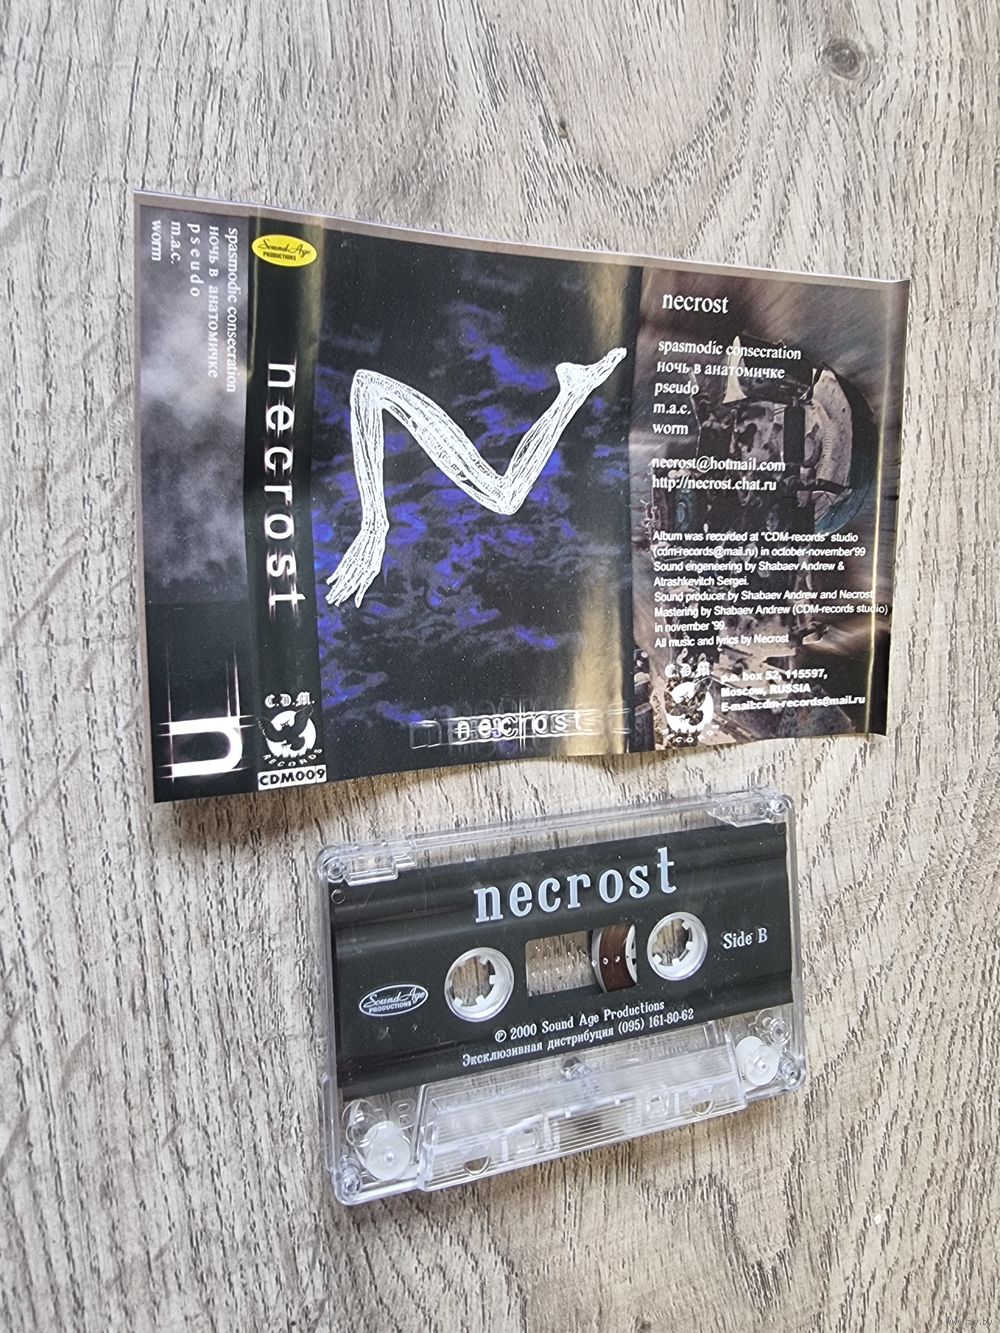 spasmodic consecration
ночь в анатомичке
pseudo
m.a.c.
worm
n
Sound Age
PRODUCTIONS
necrost
C.D.M.
RECORDS
CDM009
necrost
necrost
spasmodic consecration
ночь в анатомичке
pseudo
m.a.c.
worm
necrost@hotmail.com
http://necrost.chat.ru
Album was recorded at "CDM-records" studio
(cdm-records@mail.ru) in october-november'99
Sound engeneering by Shabaev Andrew &
Atrashkevitch Sergei.
Sound producer by Shabaev Andrew and Necrost
Mastering by Shabaev Andrew (CDM-records studio)
in november '99.
All music and lyrics by Necrost
C.D.M.
RECORDS
p.o. box 52, 115597,
Moscow, RUSSIA
E-mail:cdm-records@mail.ru
necrost
Side B
Sound Age
PRODUCTIONS
℗ 2000 Sound Age Productions
Эксклюзивная дистрибуция (095) 161-80-62
B